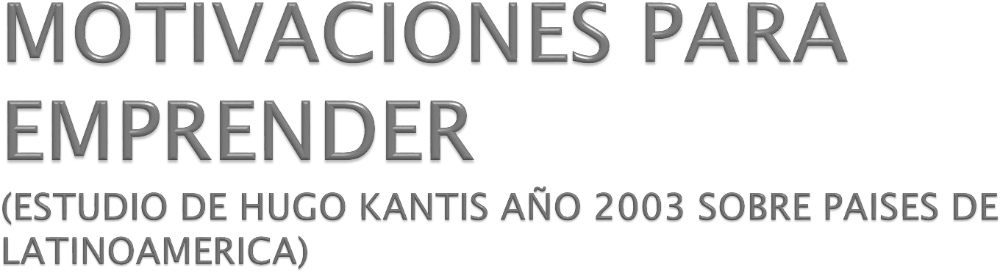 MOTIVACIONES PARA
EMPRENDER
(ESTUDIO DE HUGO KANTIS AÑO 2003 SOBRE PAISES DE
LATINOAMERICA)